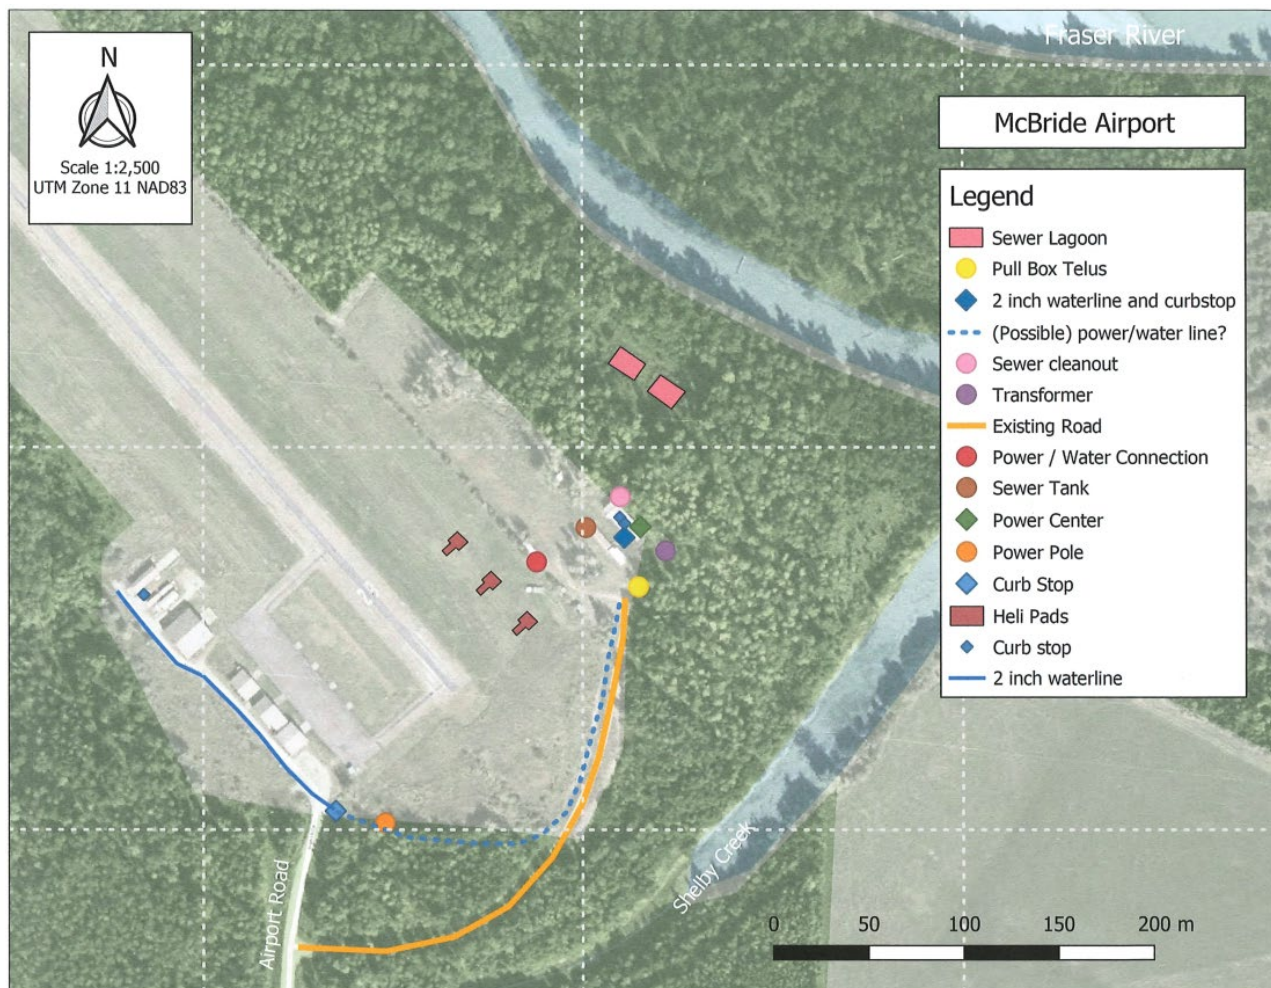 N
Scale 1:2,500
UTM Zone 11 NAD83
Fraser River
McBride Airport
Legend
Sewer Lagoon
Pull Box Telus
2 inch waterline and curbstop
(Possible) power/water line?
Sewer cleanout
Transformer
Existing Road
Power / Water Connection
Sewer Tank
Power Center
Power Pole
Curb Stop
Heli Pads
Curb stop
2 inch waterline
Shelby Creek
Airport Road
0 50 100 150 200 m